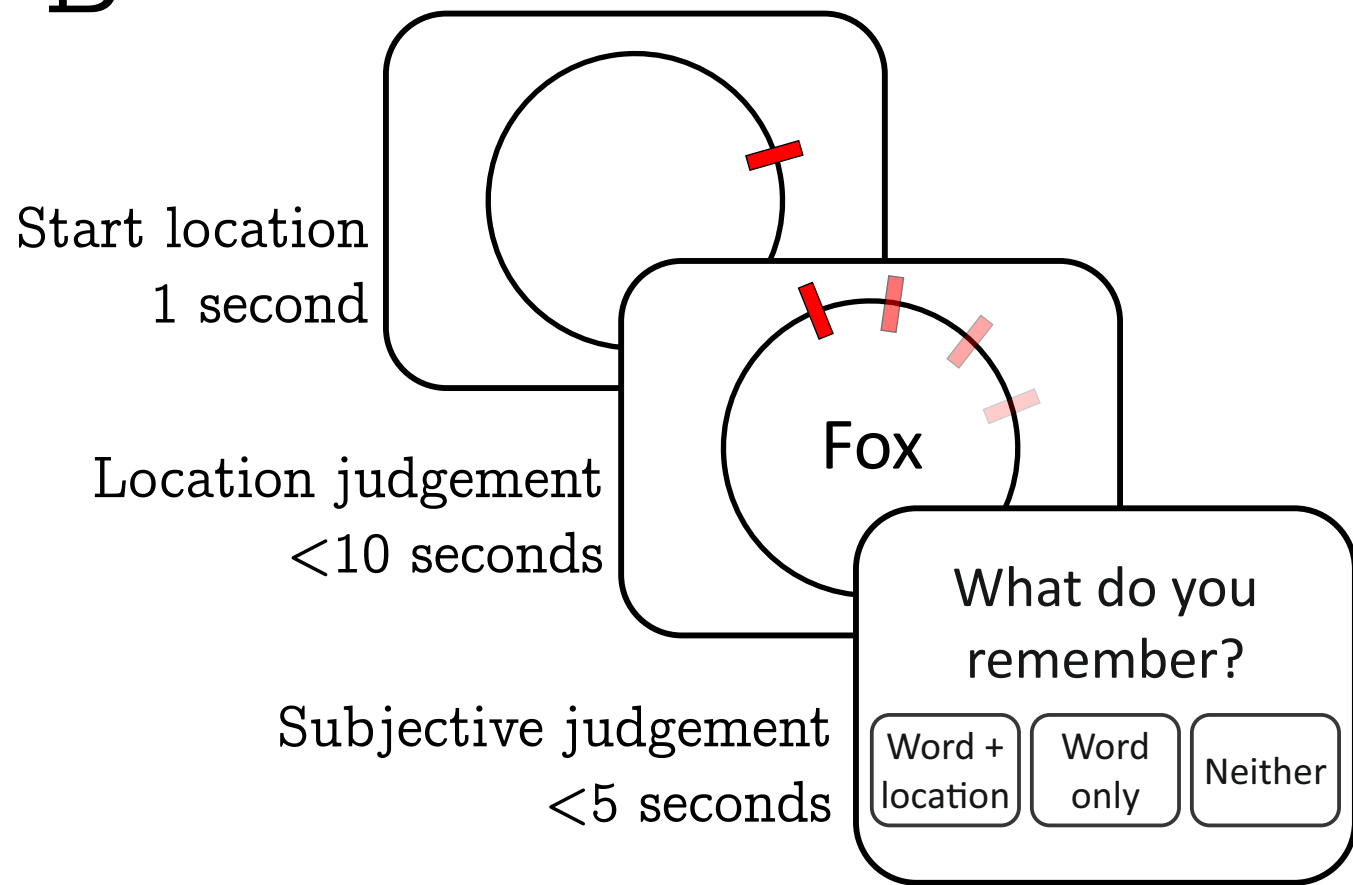 Start location
1 second
Fox
Location judgement
<10 seconds
What do you
remember?
Subjective judgement
<5 seconds
Word +
location
Word
only
Neither